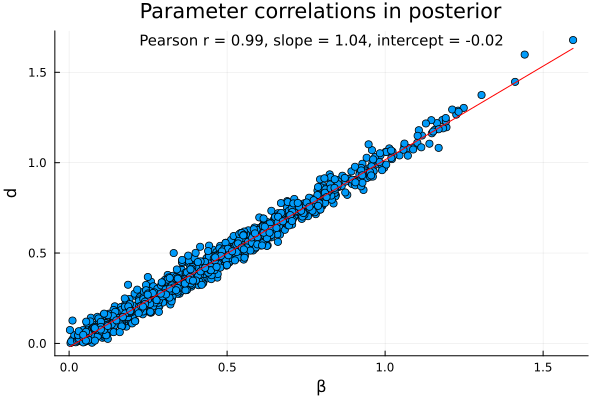 Parameter correlations in posterior
Pearson r = 0.99, slope = 1.04, intercept = -0.02
1.5
1.0
d
0.5
0.0
0.0 0.5 1.0 1.5
β